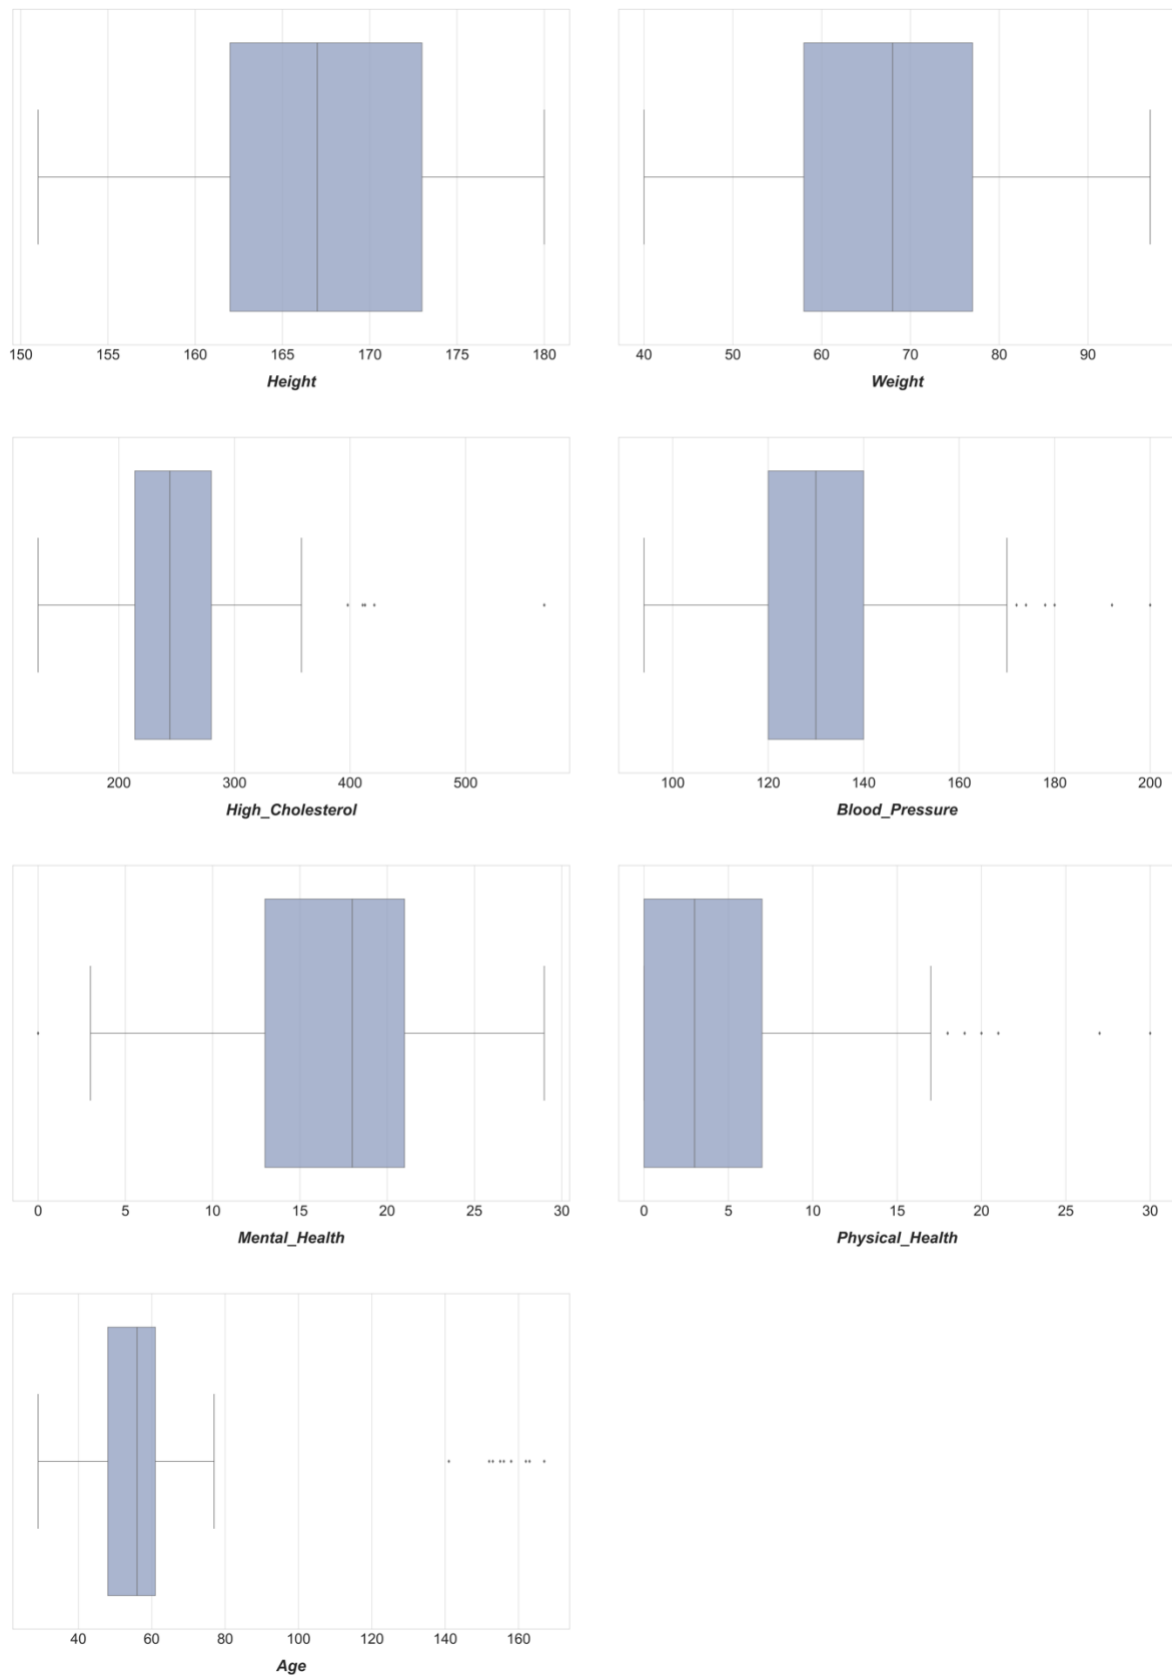 150 155 160 165 170 175 180
Height
40 50 60 70 80 90
Weight
200 300 400 500
High_Cholesterol
100 120 140 160 180 200
Blood_Pressure
0 5 10 15 20 25 30
Mental_Health
0 5 10 15 20 25 30
Physical_Health
40 60 80 100 120 140 160
Age